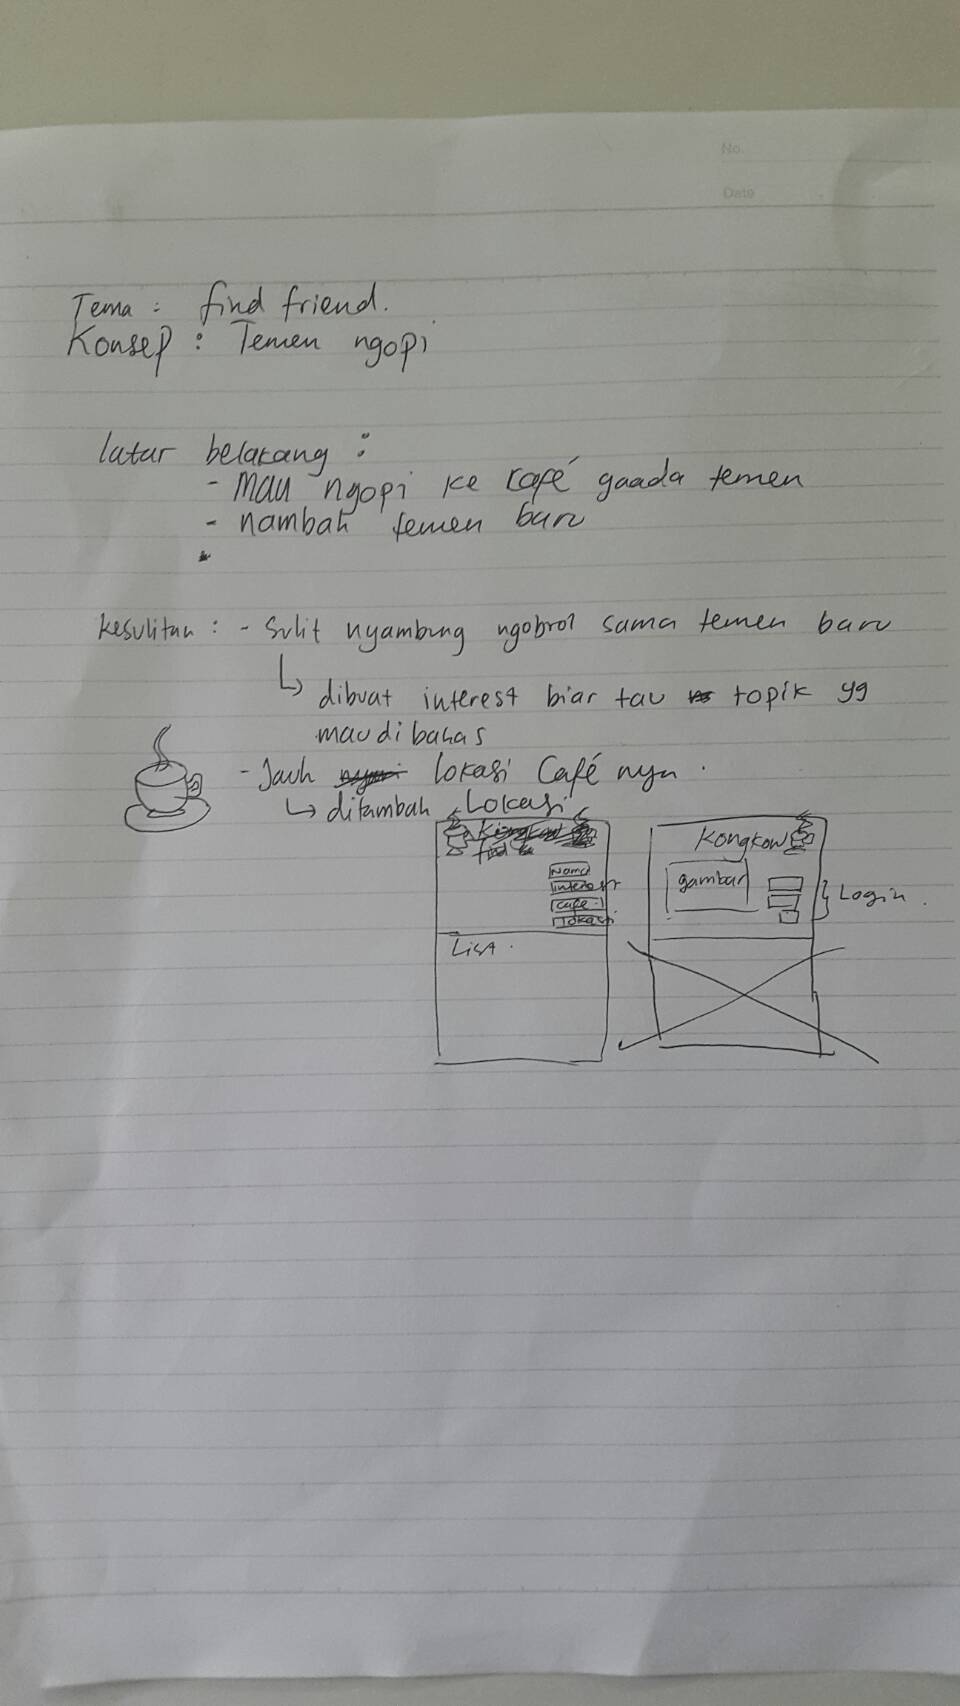 No.
Date
Tema : find friend.
Konsep : Temen ngopi
latar belakang :
- mau ngopi ke café gaada temen
- nambah temen baru
kesulitan : - Sulit nyambung ngobrol sama temen baru
dibuat interest biar tau topik yg
mau dibahas
- Jauh lokasi Café nya.
ditambah Lokasi
find
Nama
interest
cafe
lokasi
List.
Kongkow
gambar
Login.